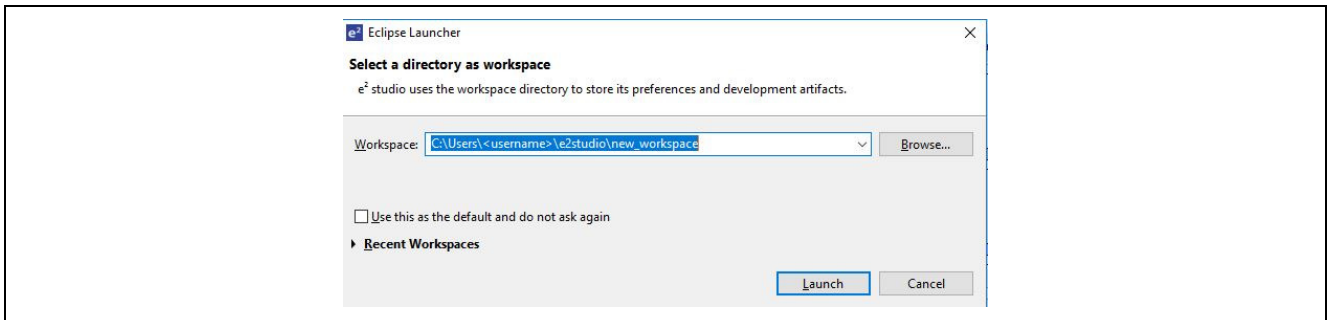 e² Eclipse Launcher
Select a directory as workspace
e² studio uses the workspace directory to store its preferences and development artifacts.
Workspace: C:\Users\<username>\e2studio\new_workspace Browse...
Use this as the default and do not ask again
Recent Workspaces
Launch Cancel